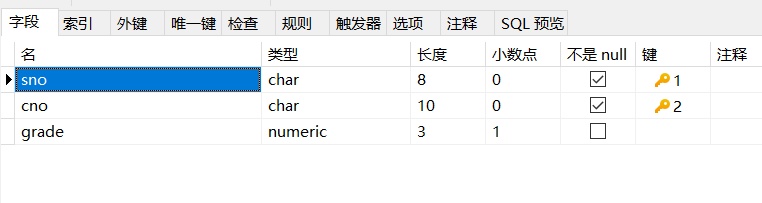 字段 索引 外键 唯一键 检查 规则 触发器 选项 注释 SQL 预览
名 类型 长度 小数点 不是 null 键 注释
sno char 8 0 1
cno char 10 0 2
grade numeric 3 1